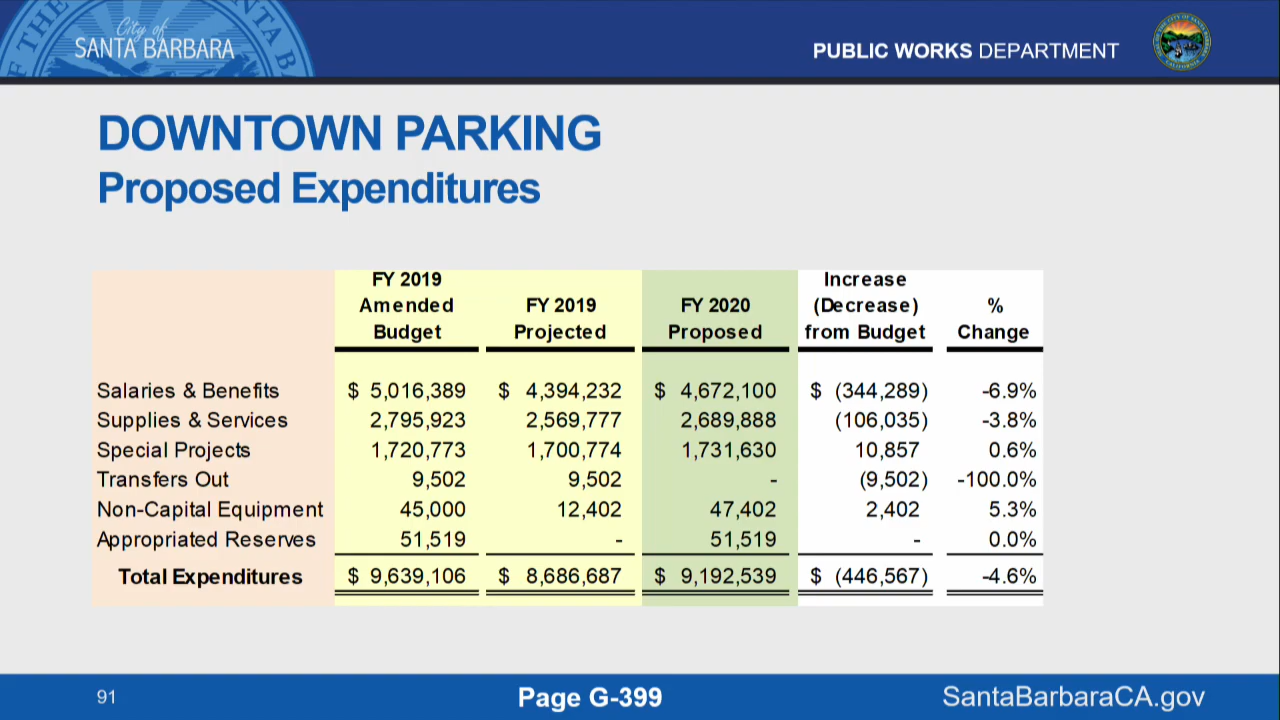 City of
SANTA BARBARA
PUBLIC WORKS DEPARTMENT
DOWNTOWN PARKING
Proposed Expenditures
FY 2019 Amended Budget FY 2019 Projected FY 2020 Proposed Increase (Decrease) from Budget % Change
Salaries & Benefits $ 5,016,389 $ 4,394,232 $ 4,672,100 $ (344,289) -6.9%
Supplies & Services 2,795,923 2,569,777 2,689,888 (106,035) -3.8%
Special Projects 1,720,773 1,700,774 1,731,630 10,857 0.6%
Transfers Out 9,502 9,502 - (9,502) -100.0%
Non-Capital Equipment 45,000 12,402 47,402 2,402 5.3%
Appropriated Reserves 51,519 - 51,519 - 0.0%
Total Expenditures $ 9,639,106 $ 8,686,687 $ 9,192,539 $ (446,567) -4.6%
91
Page G-399
SantaBarbaraCA.gov